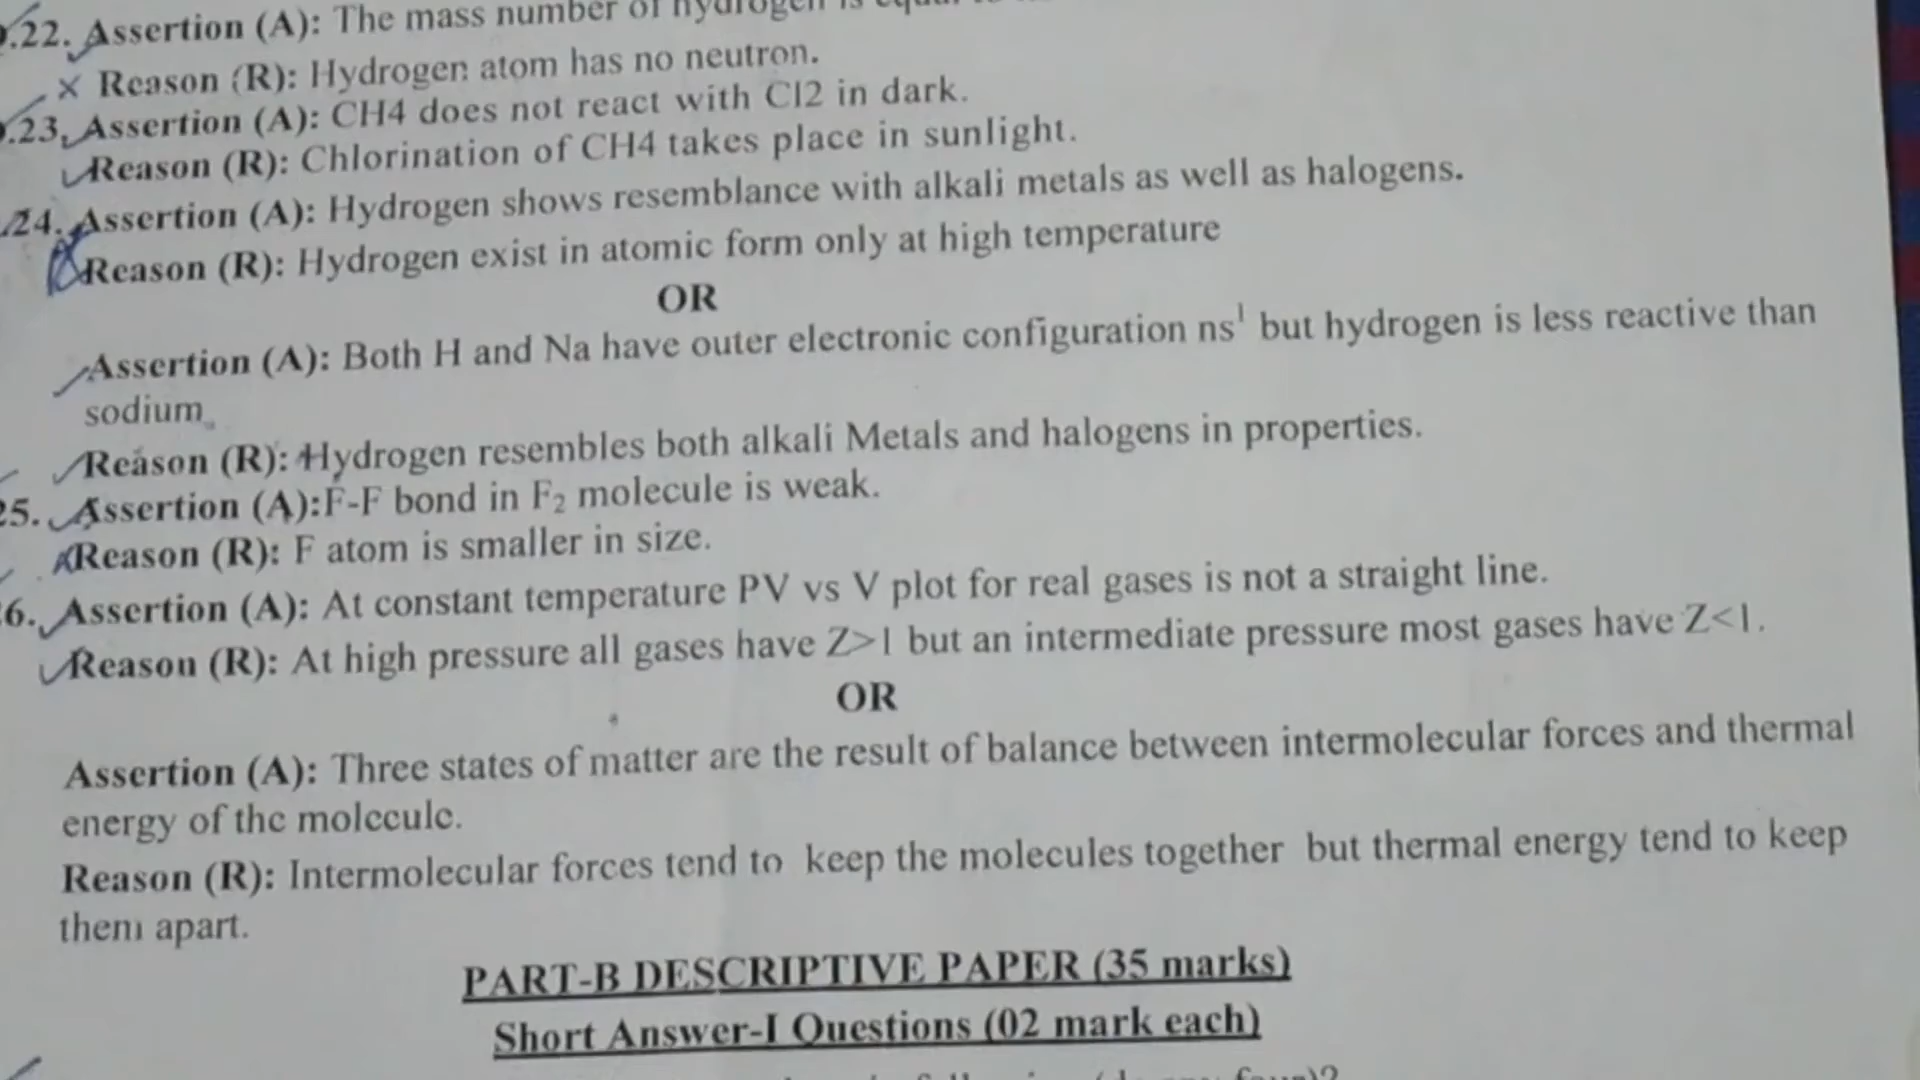 .22. Assertion (A): The mass number of hydrogen is
Reason (R): Hydrogen atom has no neutron.
.23. Assertion (A): CH4 does not react with Cl2 in dark.
Reason (R): Chlorination of CH4 takes place in sunlight.
24. Assertion (A): Hydrogen shows resemblance with alkali metals as well as halogens.
Reason (R): Hydrogen exist in atomic form only at high temperature
OR
Assertion (A): Both H and Na have outer electronic configuration ns¹ but hydrogen is less reactive than
sodium.
Reason (R): Hydrogen resembles both alkali Metals and halogens in properties.
25. Assertion (A):F-F bond in F₂ molecule is weak.
Reason (R): F atom is smaller in size.
6. Assertion (A): At constant temperature PV vs V plot for real gases is not a straight line.
Reason (R): At high pressure all gases have Z>1 but an intermediate pressure most gases have Z<1.
OR
Assertion (A): Three states of matter are the result of balance between intermolecular forces and thermal
energy of the molecule.
Reason (R): Intermolecular forces tend to keep the molecules together but thermal energy tend to keep
them apart.
PART-B DESCRIPTIVE PAPER (35 marks)
Short Answer-I Questions (02 mark each)